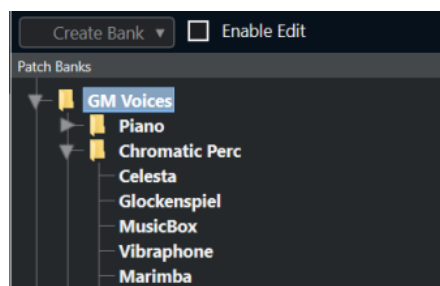 Create Bank Enable Edit
Patch Banks
GM Voices
Piano
Chromatic Perc
Celesta
Glockenspiel
MusicBox
Vibraphone
Marimba